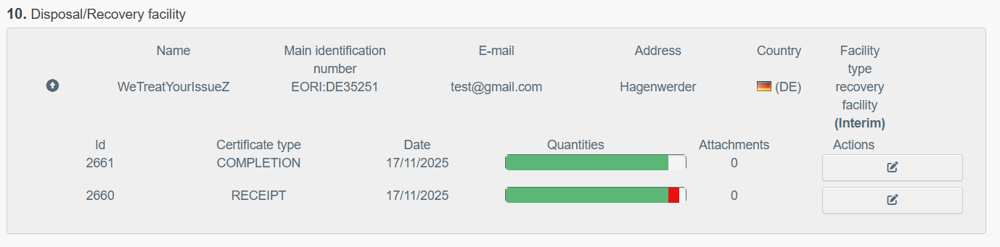 10. Disposal/Recovery facility
Name Main identification number E-mail Address Country Facility type recovery facility (Interim)
WeTreatYourIssueZ EORI:DE35251 test@gmail.com Hagenwerder (DE)
Id Certificate type Date Quantities Attachments Actions
2661 COMPLETION 17/11/2025 0
2660 RECEIPT 17/11/2025 0